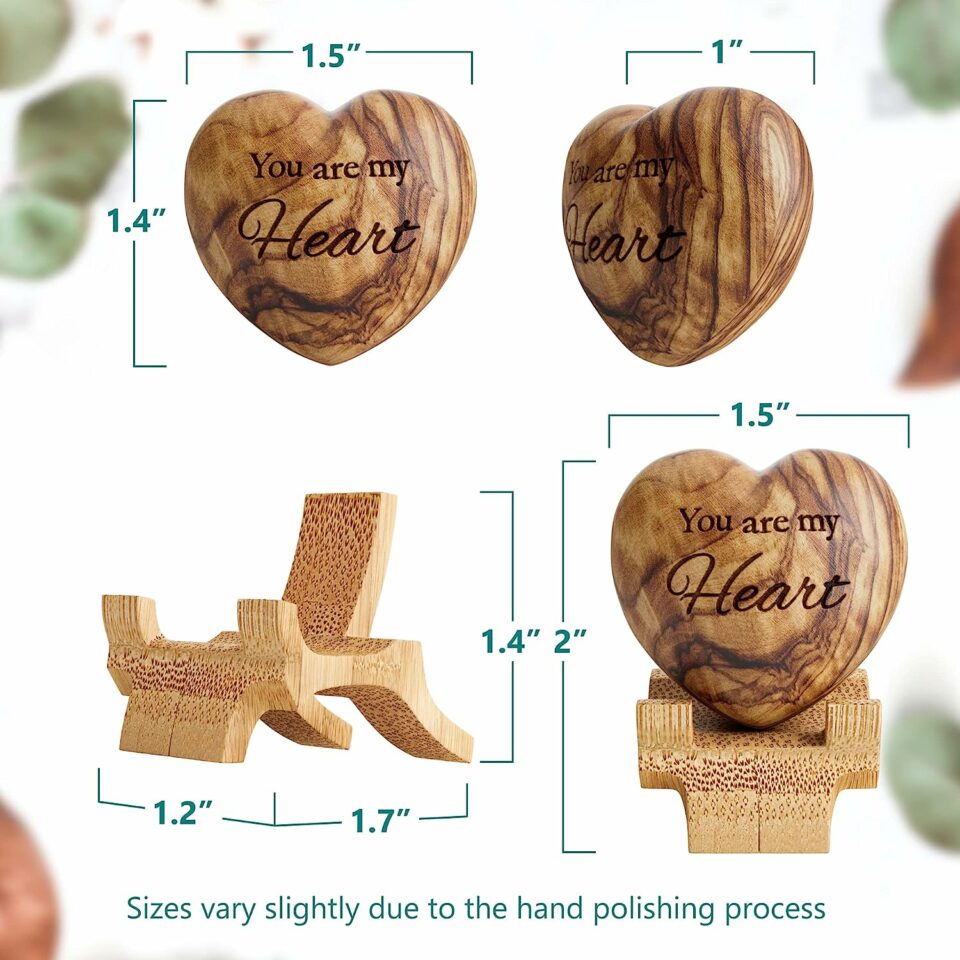 1.5”
1”
1.4”
You are my
Heart
You are my
Heart
1.5”
You are my
Heart
1.4”
2”
1.2”
1.7”
Sizes vary slightly due to the hand polishing process